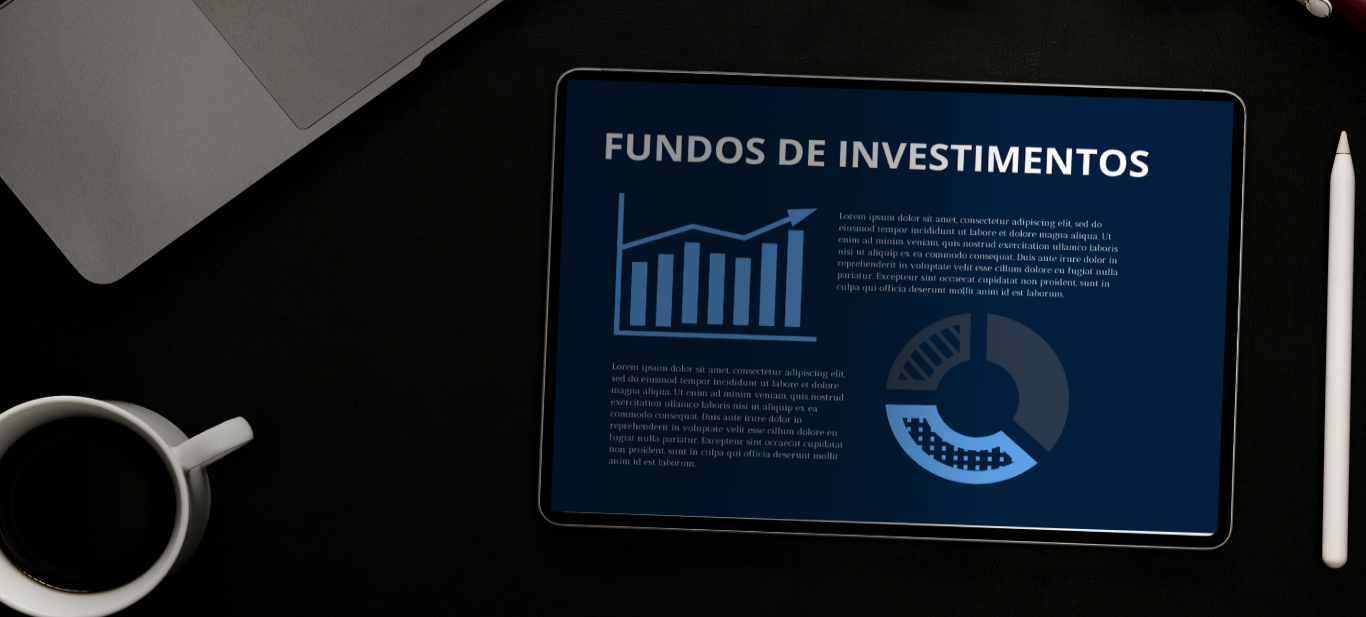 FUNDOS DE INVESTIMENTOS
Lorem ipsum dolor sit amet, consectetur adipiscing elit, sed do
eiusmod tempor incididunt ut labore et dolore magna aliqua. Ut
enim ad minim veniam, quis nostrud exercitation ullamco laboris
nisi ut aliquip ex ea commodo consequat. Duis aute irure dolor in
reprehenderit in voluptate velit esse cillum dolore eu fugiat nulla
pariatur. Excepteur sint occaecat cupidatat non proident, sunt in
culpa qui officia deserunt mollit anim id est laborum.
Lorem ipsum dolor sit amet, consectetur adipiscing elit,
sed do eiusmod tempor incididunt ut labore et dolore
magna aliqua. Ut enim ad minim veniam, quis nostrud
exercitation ullamco laboris nisi ut aliquip ex ea
commodo consequat. Duis aute irure dolor in
reprehenderit in voluptate velit esse cillum dolore eu
fugiat nulla pariatur. Excepteur sint occaecat cupidatat
non proident, sunt in culpa qui officia deserunt mollit
anim id est laborum.